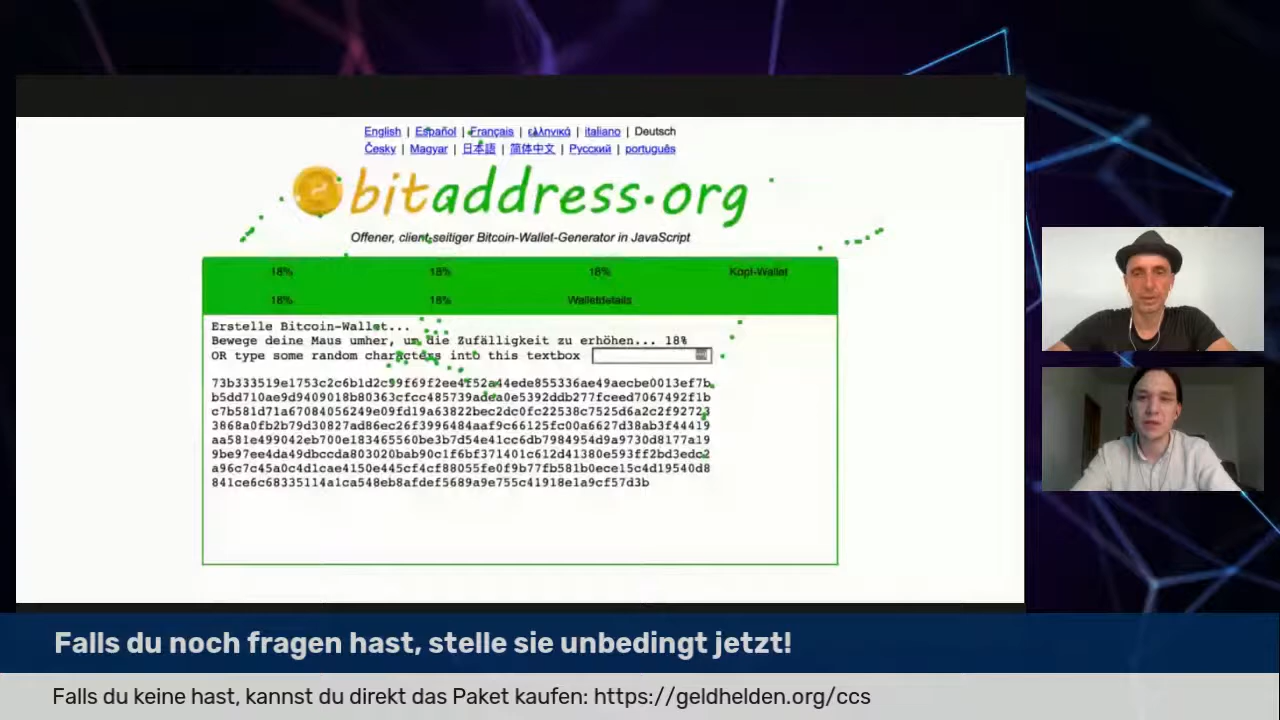 English | Español | Français | ελληνικά | italiano | Deutsch
Česky | Magyar | 日本語 | 简体中文 | Русский | português
bitaddress.org
Offener, client-seitiger Bitcoin-Wallet-Generator in JavaScript
18% 18% 18% Kopf-Wallet
18% 18% Walletdetails
Erstelle Bitcoin-Wallet...
Bewege deine Maus umher, um die Zufälligkeit zu erhöhen... 18%
OR type some random characters into this textbox
73b333519e1753c2c6b1d2c99f69f2ee4f52a44ede855336ae49aecbe0013ef7b
b5dd710ae9d9409018b80363cfcc485739adea0e5392ddb277fceed7067492f1b
c7b581d71a67084056249e09fd19a63822bec2dc0fc22538c7525d6a2c2f92723
3868a0fb2b79d30827ad86ec26f3996484aaf9c66125fc00a6627d38ab3f44419
aa581e499042eb700e183465560be3b7d54e41cc6db7984954d9a9730d8177a19
9be97ee4da49dbccda803020bab90c1f6bf371401c612d41380e593ff2bd3edc2
a96c7c45a0c4d1cae4150e445cf4cf88055fe0f9b77fb581b0ece15c4d19540d8
841ce6c68335114a1ca548eb8afdef5689a9e755c41918e1a9cf57d3b
Falls du noch fragen hast, stelle sie unbedingt jetzt!
Falls du keine hast, kannst du direkt das Paket kaufen: https://geldhelden.org/ccs